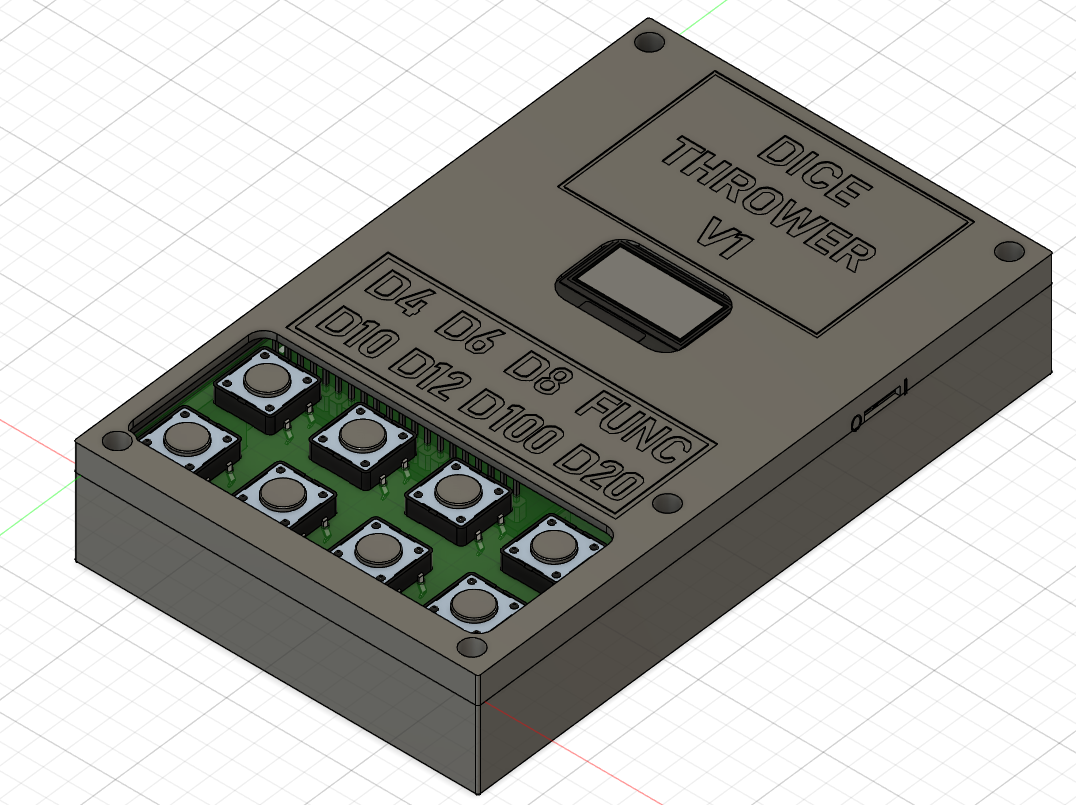 DICE
THROWER
V1
D4 D6 D8 FUNC
D10 D12 D100 D20